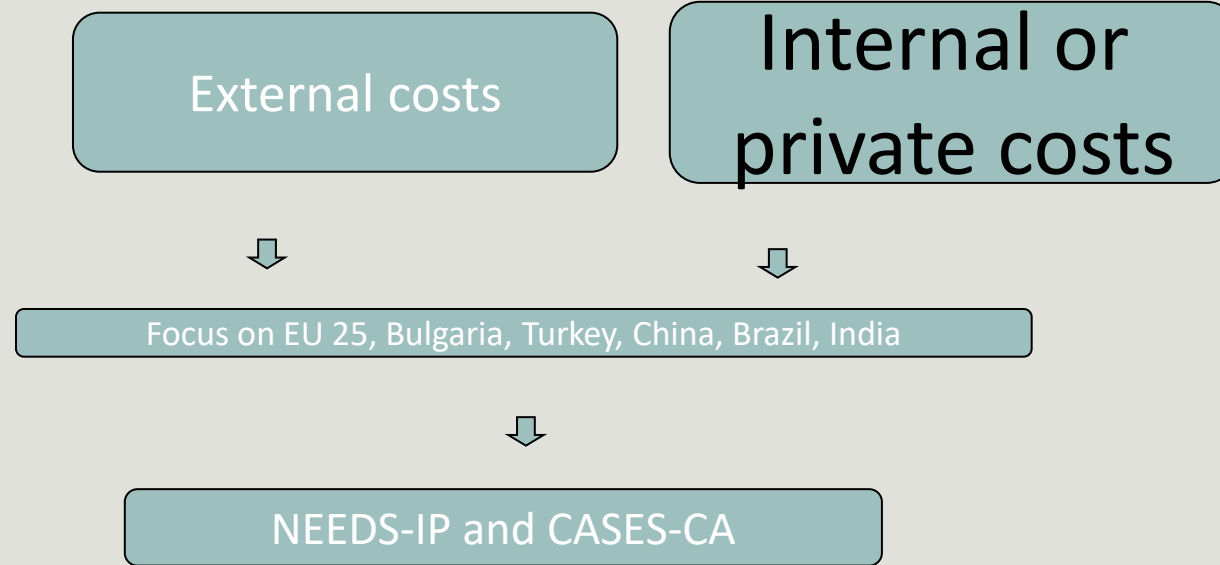 External costs
Internal or
private costs
Focus on EU 25, Bulgaria, Turkey, China, Brazil, India
NEEDS-IP and CASES-CA